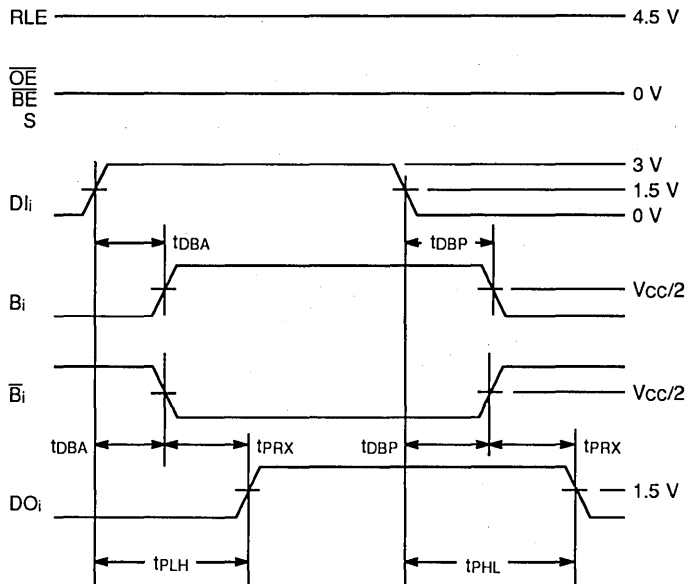 RLE 4.5 V
OE
BE 0 V
S
3 V
DIi 1.5 V
0 V
tDBA tDBP
Bi VCC/2
Bi VCC/2
tDBA tPRX tDBP tPRX
DOi 1.5 V
tPLH tPHL